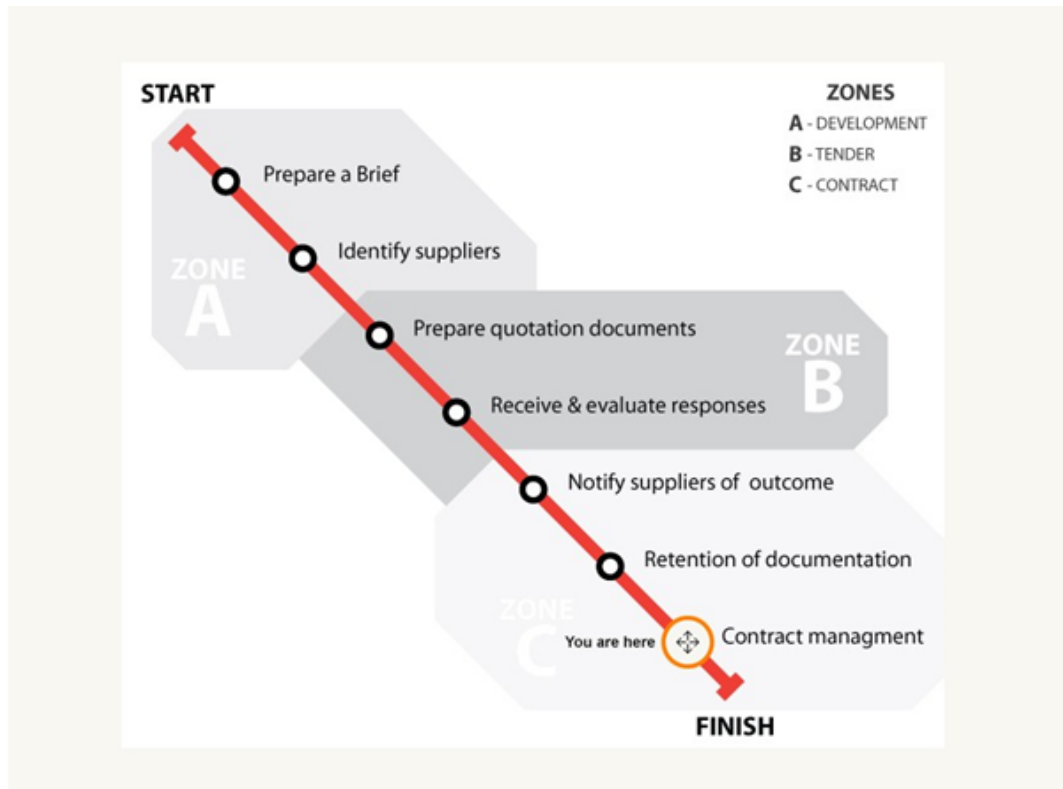 START
ZONES
A - DEVELOPMENT
B - TENDER
C - CONTRACT
Prepare a Brief
Identify suppliers
ZONE
A
Prepare quotation documents
ZONE
B
Receive & evaluate responses
Notify suppliers of outcome
Retention of documentation
ZONE
C
You are here
Contract managment
FINISH